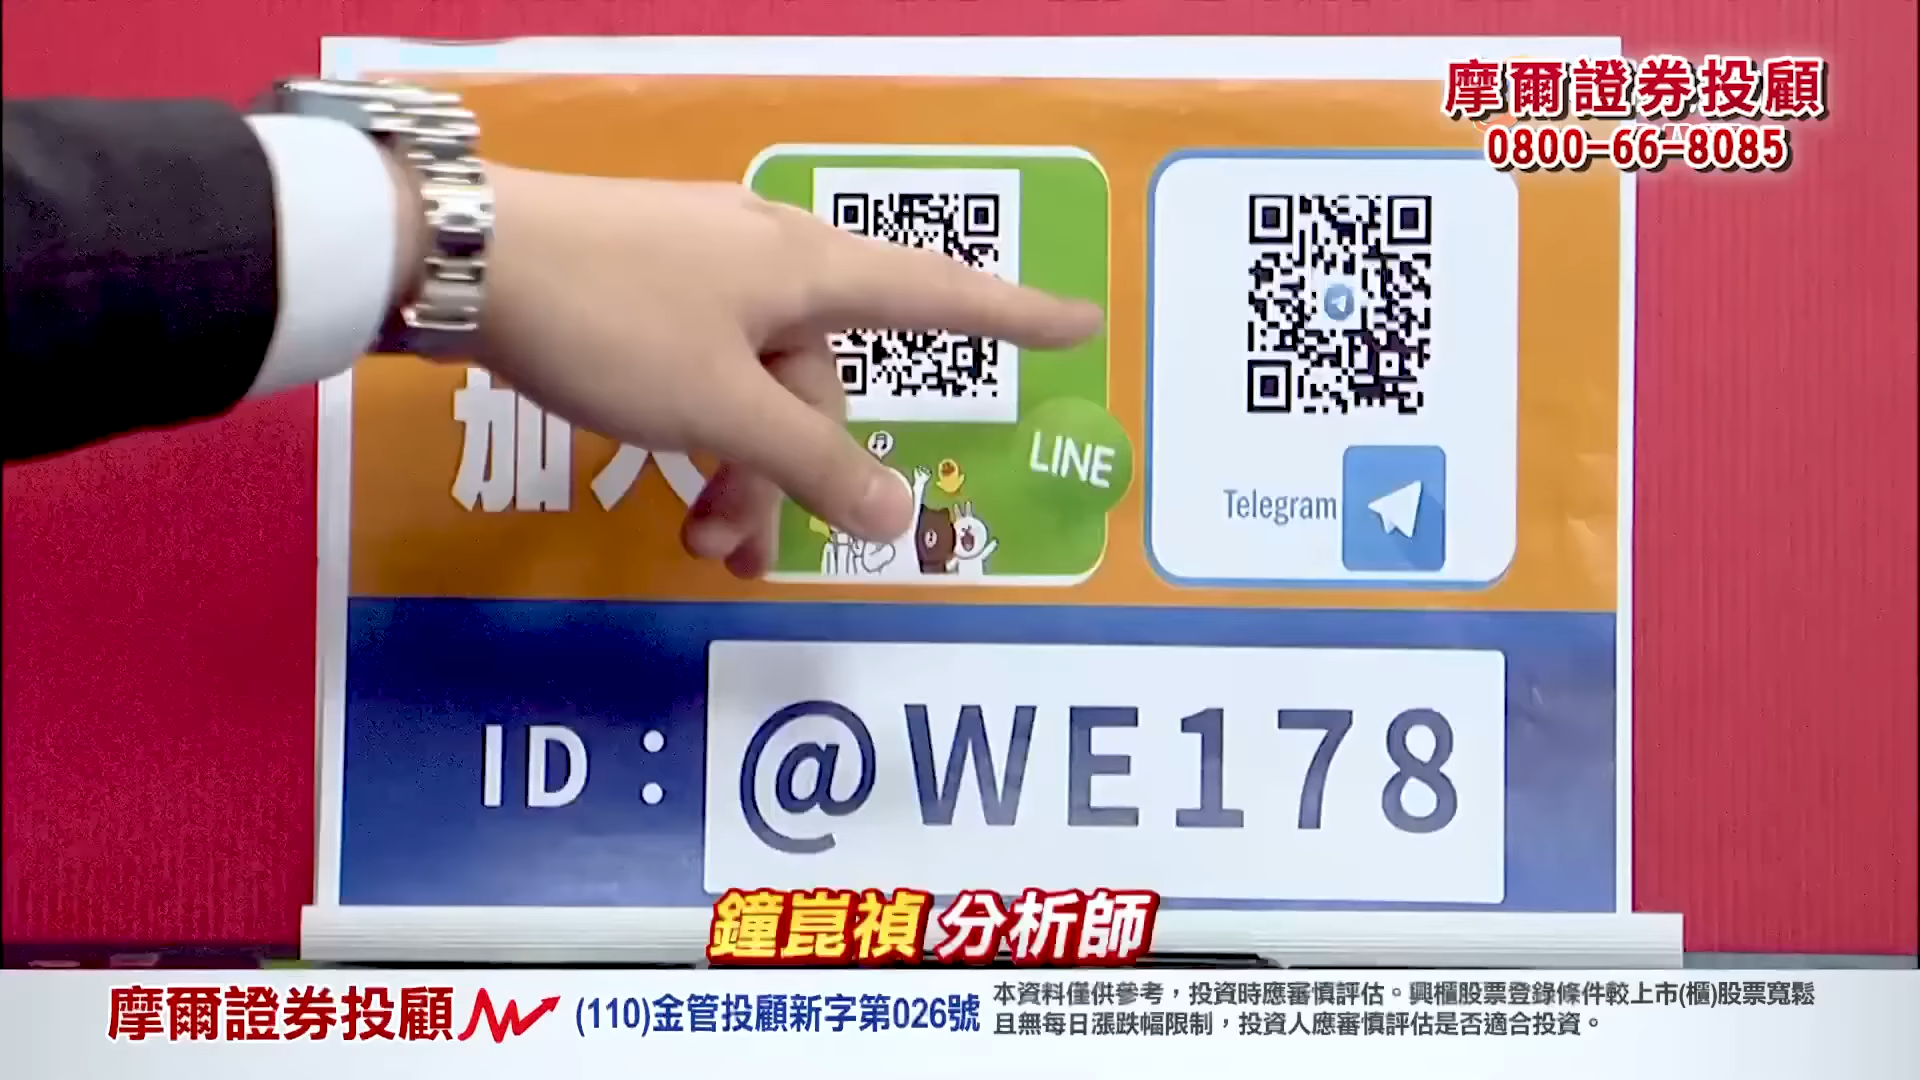 摩爾證券投顧
0800-66-8085
加入
LINE
Telegram
ID：@WE178
鐘崑禎 分析師
摩爾證券投顧
(110)金管投顧新字第026號
本資料僅供參考，投資時應審慎評估。興櫃股票登錄條件較上市(櫃)股票寬鬆
且無每日漲跌幅限制，投資人應審慎評估是否適合投資。